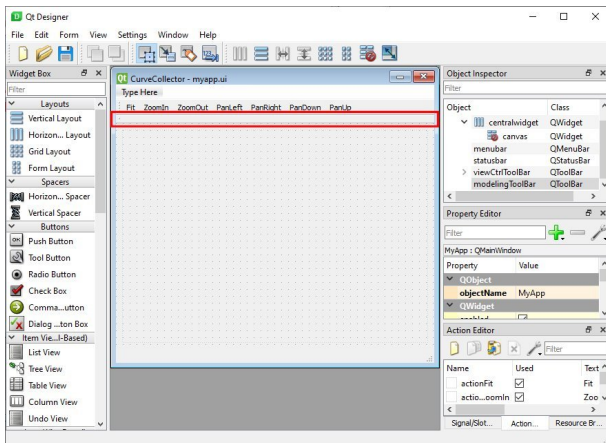 Qt Designer
File Edit Form View Settings Window Help
Widget Box
Filter
Layouts
Vertical Layout
Horizon... Layout
Grid Layout
Form Layout
Spacers
Horizon... Spacer
Vertical Spacer
Buttons
Push Button
Tool Button
Radio Button
Check Box
Comma...utton
Dialog ...ton Box
Item Vie...l-Based)
List View
Tree View
Table View
Column View
Undo View
CurveCollector - myapp.ui
Type Here
Fit ZoomIn ZoomOut PanLeft PanRight PanDown PanUp
Object Inspector
Filter
Object Class
centralwidget QWidget
canvas QWidget
menubar QMenuBar
statusbar QStatusBar
viewCtrlToolBar QToolBar
modelingToolBar QToolBar
Property Editor
Filter
MyApp : QMainWindow
Property Value
QObject
objectName MyApp
QWidget
Action Editor
Filter
Name Used Text
actionFit Fit
actio...oomIn Zoo
Signal/Slot... Action... Resource Br...